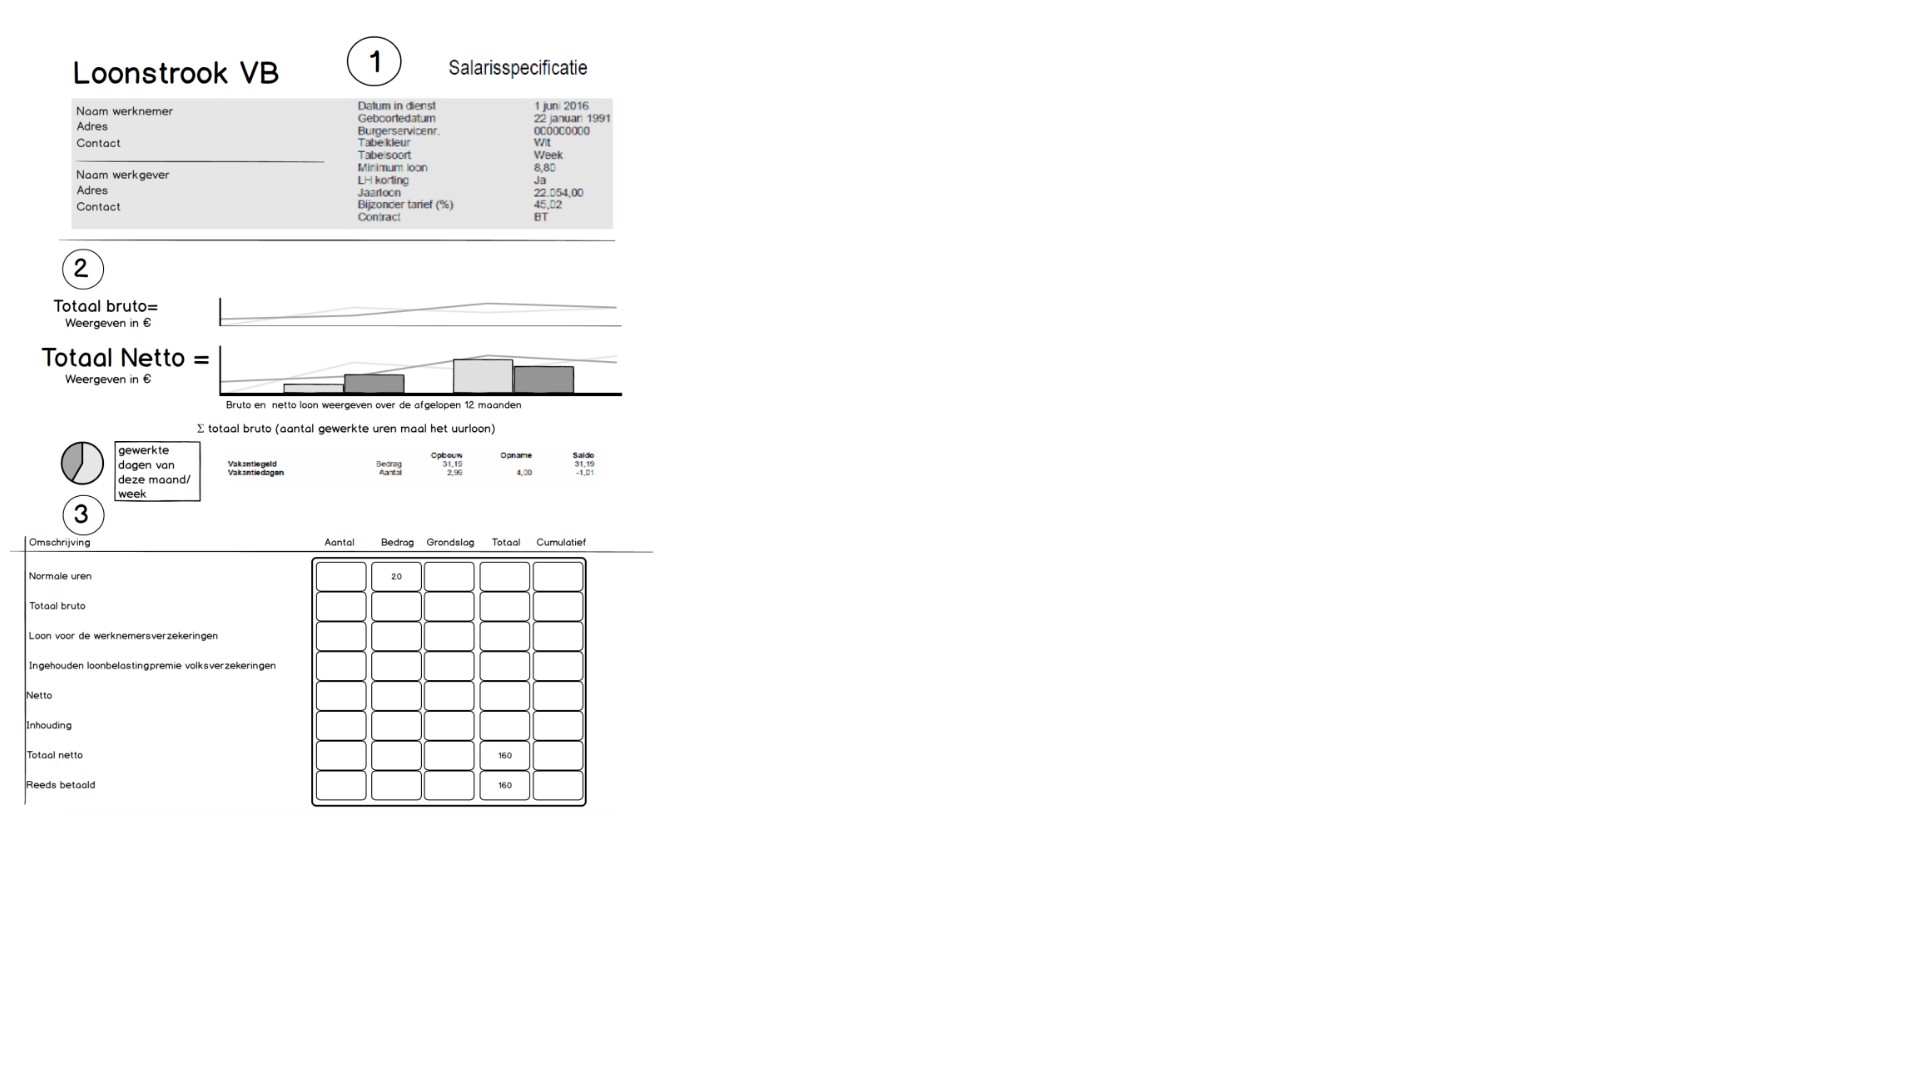 Loonstrook VB
1
Salarisspecificatie
Naam werknemer
Adres
Contact
Naam werkgever
Adres
Contact
Datum in dienst 1 juni 2016
Geboortedatum 22 januari 1991
Burgerservicenr. 000000000
Tabelkleur Wit
Tabelsoort Week
Minimum loon 8,80
LH korting Ja
Jaarloon 22.054,00
Bijzonder tarief (%) 45,02
Contract BT
2
Totaal bruto=
Weergeven in €
Totaal Netto =
Weergeven in €
Bruto en netto loon weergeven over de afgelopen 12 maanden
Σ totaal bruto (aantal gewerkte uren maal het uurloon)
gewerkte
dagen van
deze maand/
week
Opbouw Opname Saldo
Vakantiegeld Bedrag 31,19 31,19
Vakantiedagen Aantal 2,99 4,00 -1,01
3
Omschrijving Aantal Bedrag Grondslag Totaal Cumulatief
Normale uren 20
Totaal bruto
Loon voor de werknemersverzekeringen
Ingehouden loonbelastingpremie volksverzekeringen
Netto
Inhouding
Totaal netto 160
Reeds betaald 160